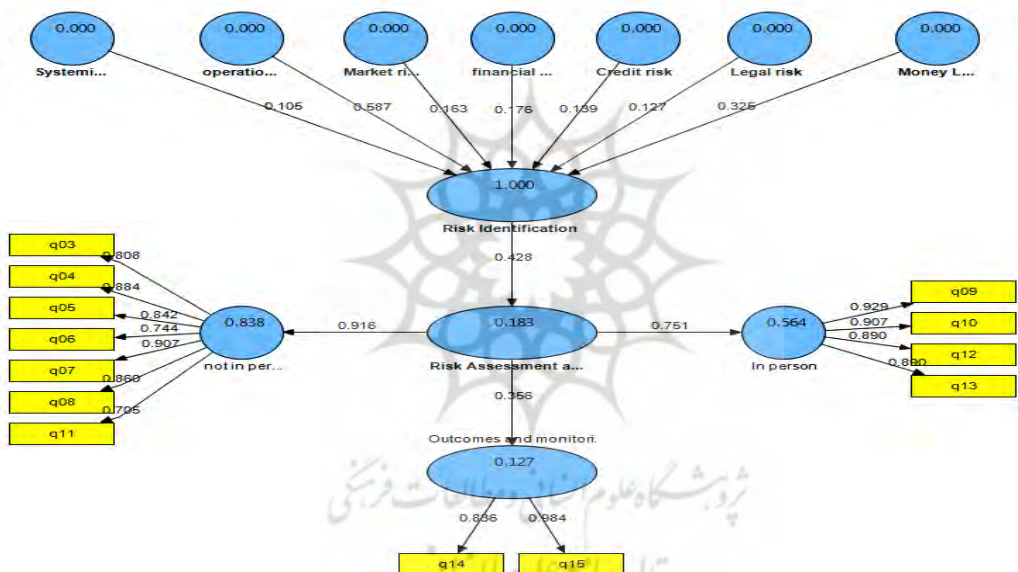 0.000 0.000 0.000 0.000 0.000 0.000 0.000
Systemi... operatio... Market ri... financial ... Credit risk Legal risk Money L...
0.105 0.587 0.163 0.176 0.139 0.127 0.325
1.000
Risk Identification
0.428
q03
0.808
q04
0.884
q05
0.842
q06
0.744
q07
0.907
q08
0.860
q11
0.705
0.838
not in per...
0.916
0.183
Risk Assessment a...
0.751
0.564
In person
q09
0.929
q10
0.907
q12
0.890
q13
0.890
0.356
Outcomes and monitori.
0.127
0.836 0.984
q14 q15
پژوهشگاه علوم انسانی و مطالعات فرهنگی